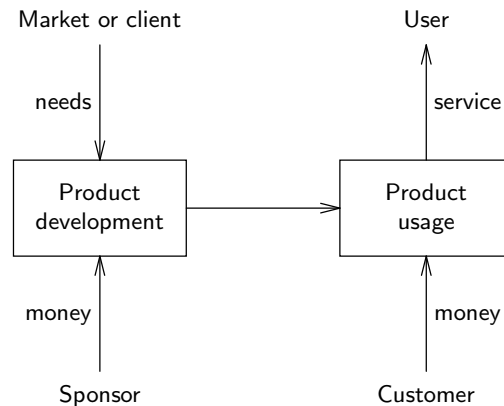 Market or client
User
needs
service
Product
development
Product
usage
money
money
Sponsor
Customer